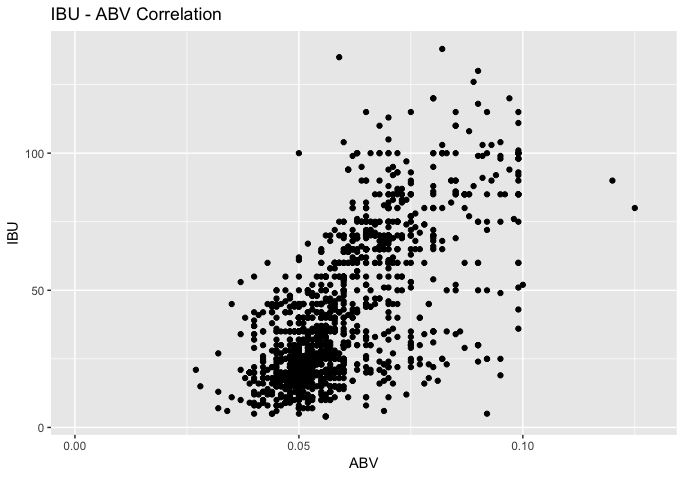 IBU - ABV Correlation
IBU
100
50
0
0.00 0.05 0.10
ABV